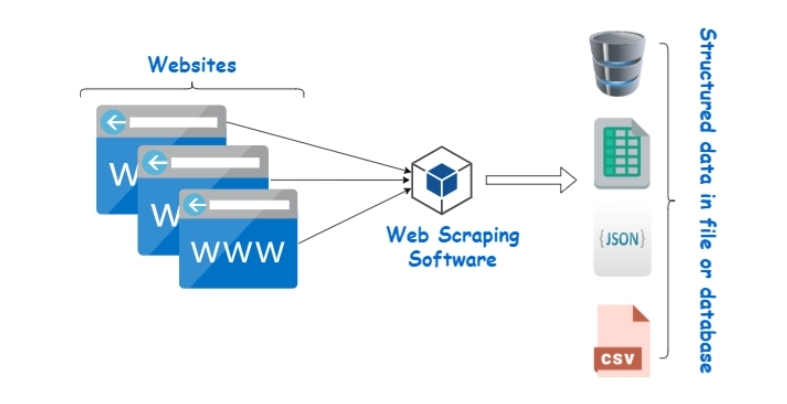 Websites
W
W
WWW
Web Scraping
Software
{JSON}
CSV
Structured data in file or database